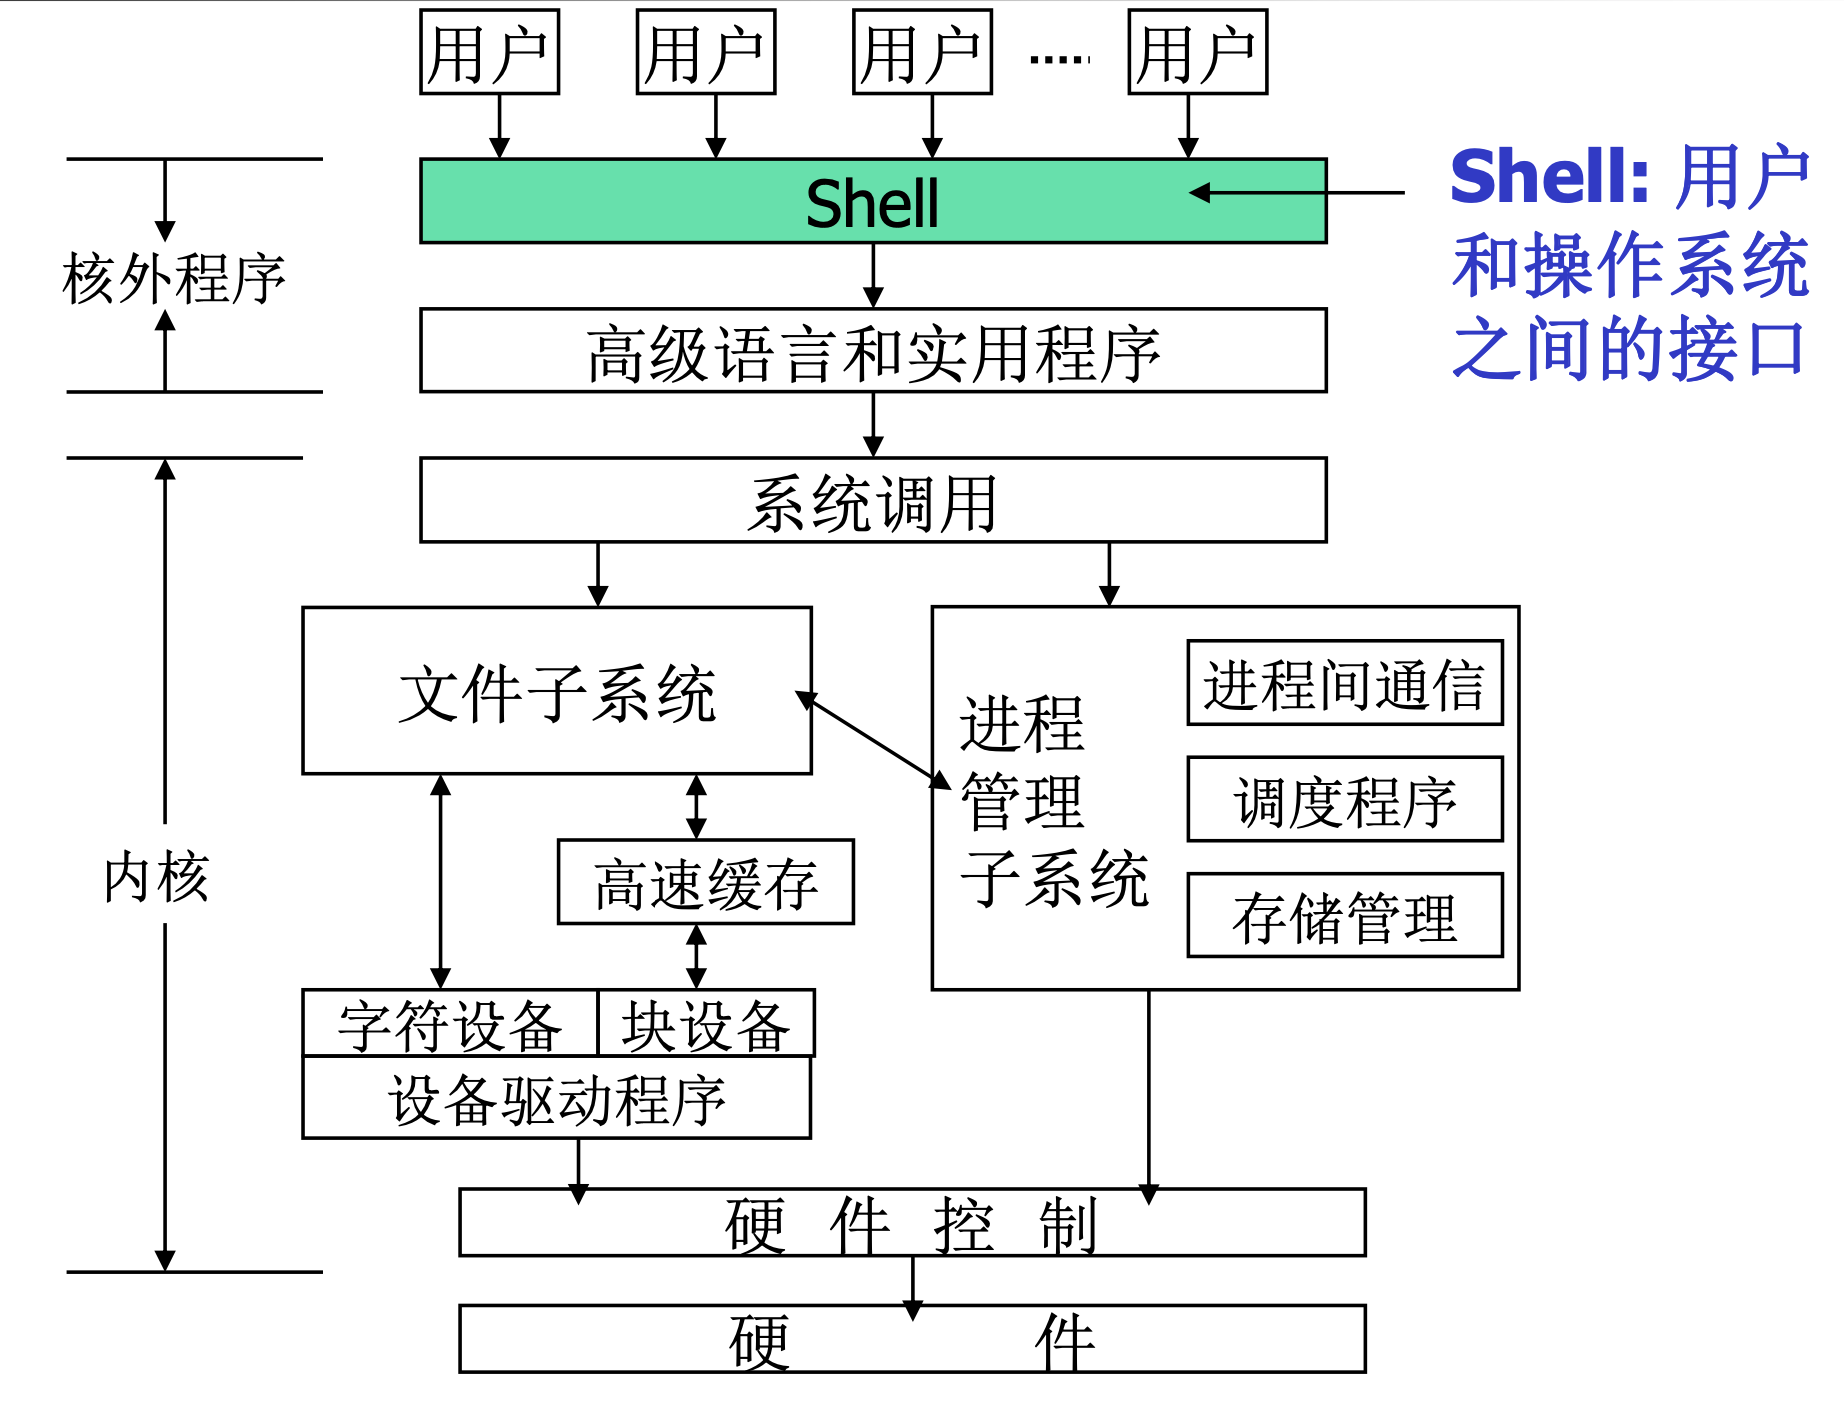 用户 用户 用户 …… 用户
Shell
Shell: 用户
和操作系统
之间的接口
核外程序
高级语言和实用程序
系统调用
文件子系统
进程
管理
子系统
进程间通信
调度程序
存储管理
内核
高速缓存
字符设备 块设备
设备驱动程序
硬 件 控 制
硬 件